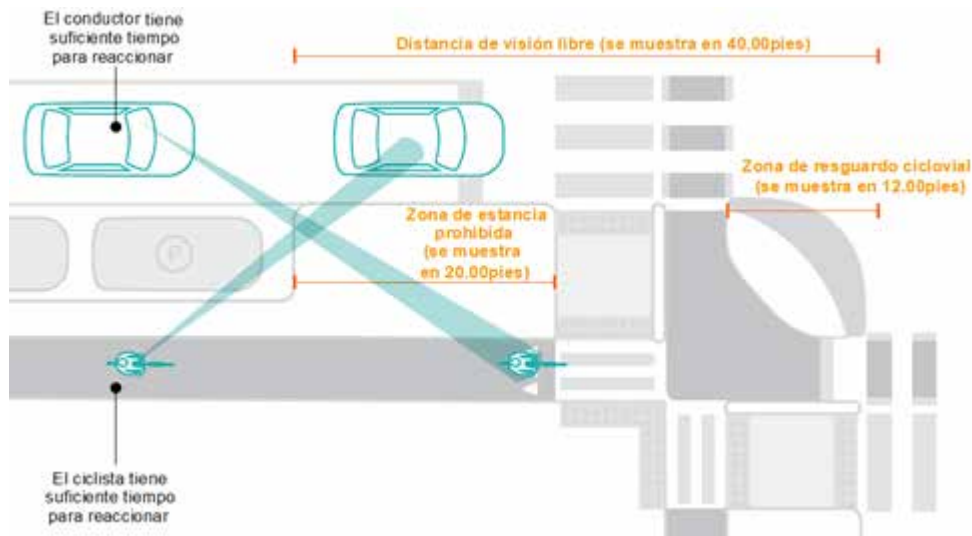 El conductor tiene
suficiente tiempo
para reaccionar
Distancia de visión libre (se muestra en 40.00pies)
Zona de resguardo ciclovial
(se muestra en 12.00pies)
Zona de estancia
prohibida
(se muestra
en 20.00pies)
P
El ciclista tiene
suficiente tiempo
para reaccionar